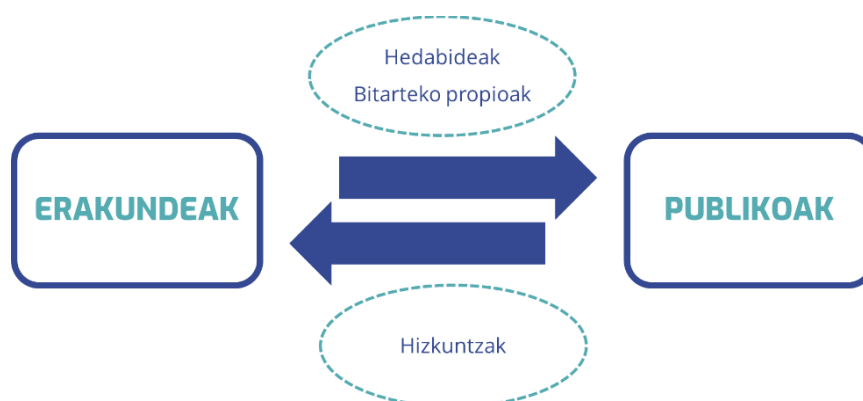 Hedabideak
Bitarteko propioak
ERAKUNDEAK
PUBLIKOAK
Hizkuntzak